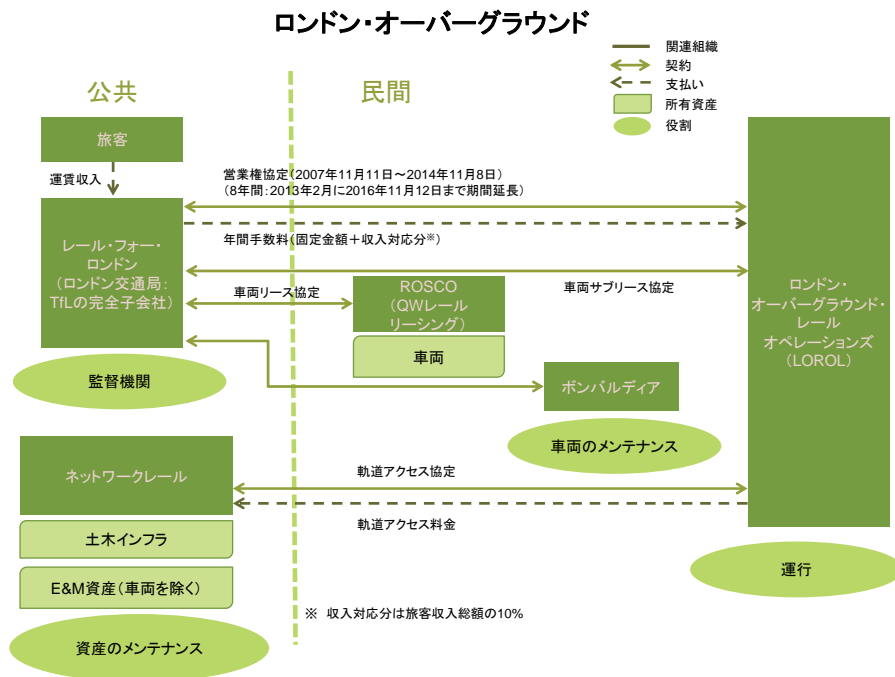 ロンドン・オーバーグラウンド
関連組織
契約
支払い
所有資産
役割
公共
民間
旅客
運賃収入
営業権協定(2007年11月11日～2014年11月8日)
(8年間:2013年2月に2016年11月12日まで期間延長)
年間手数料(固定金額＋収入対応分※)
レール・フォー・
ロンドン
(ロンドン交通局:
TfLの完全子会社)
車両リース協定
ROSCO
(QWレール
リーシング)
車両サブリース協定
ロンドン・
オーバーグラウンド・
レール
オペレーションズ
(LOROL)
車両
監督機関
ボンバルディア
車両のメンテナンス
ネットワークレール
軌道アクセス協定
軌道アクセス料金
土木インフラ
E&M資産(車両を除く)
運行
※ 収入対応分は旅客収入総額の10%
資産のメンテナンス